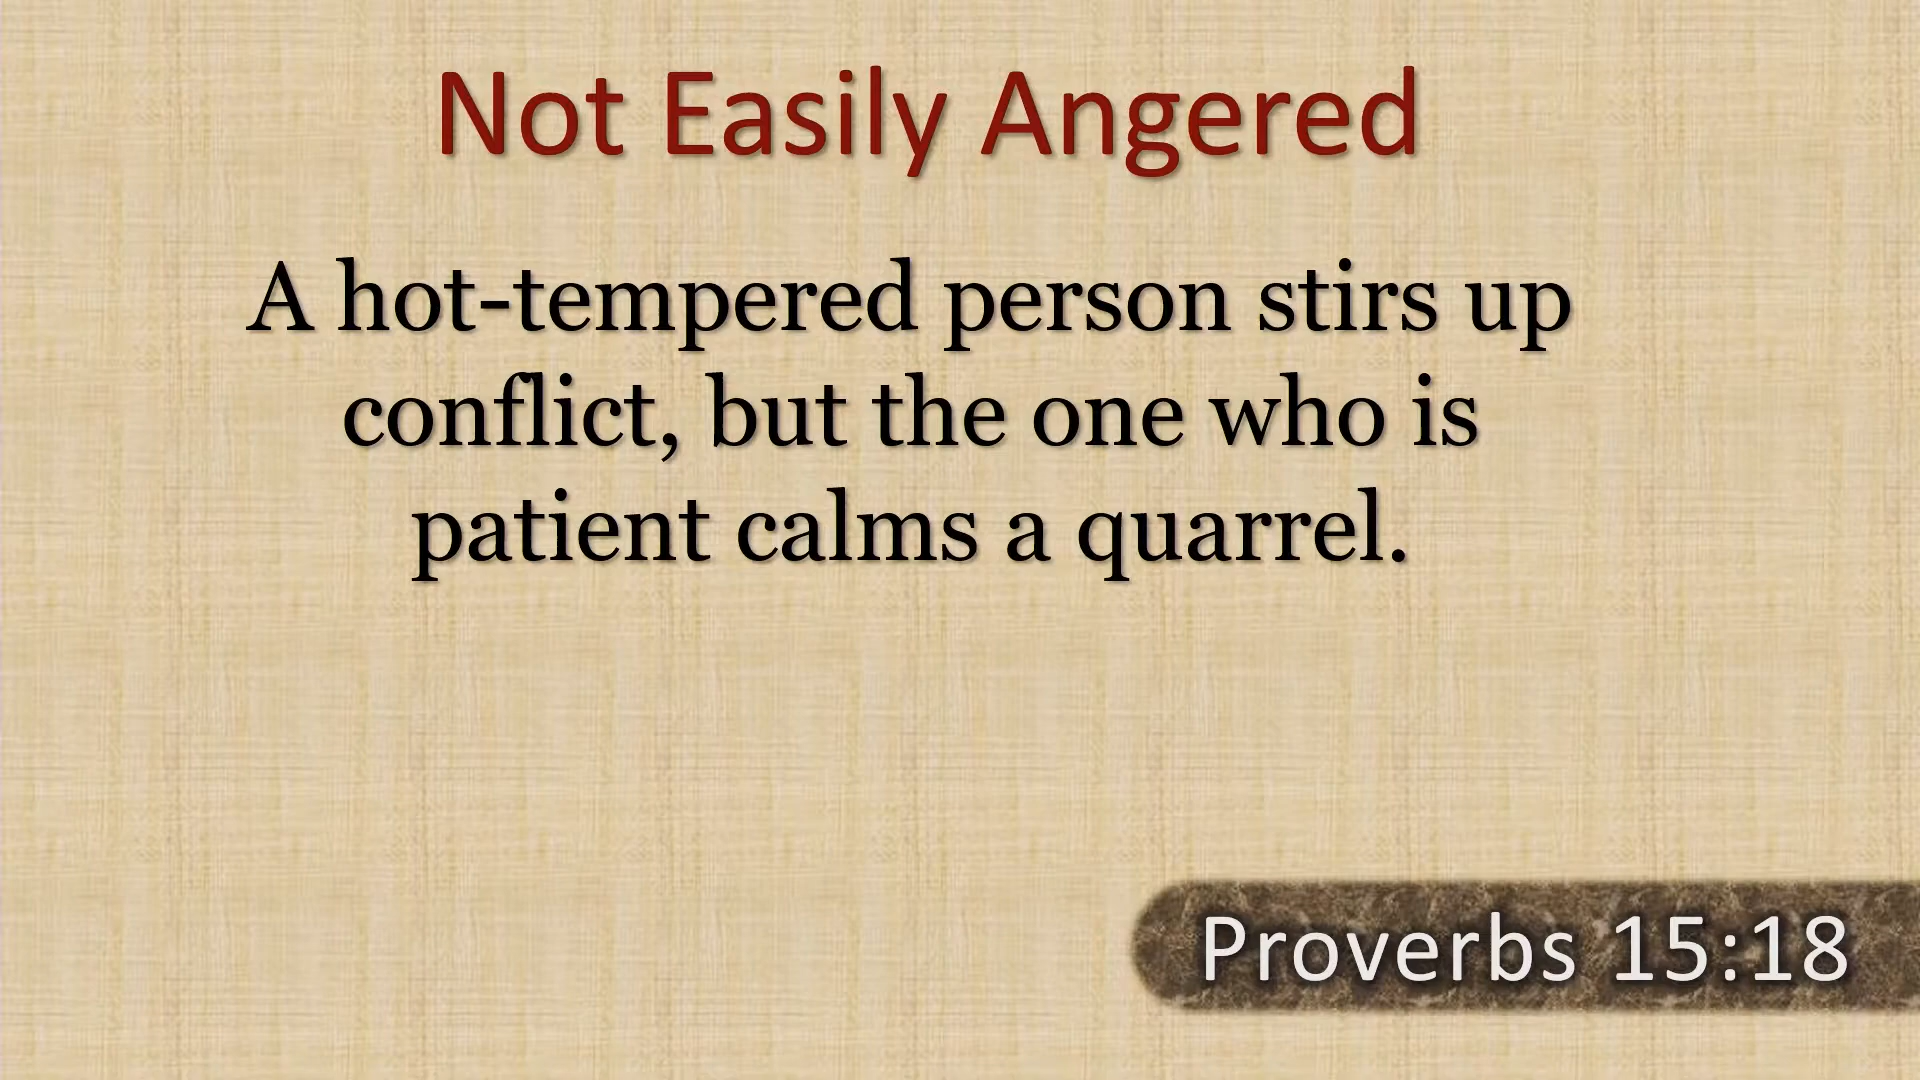 Not Easily Angered
A hot-tempered person stirs up
conflict, but the one who is
patient calms a quarrel.
Proverbs 15:18